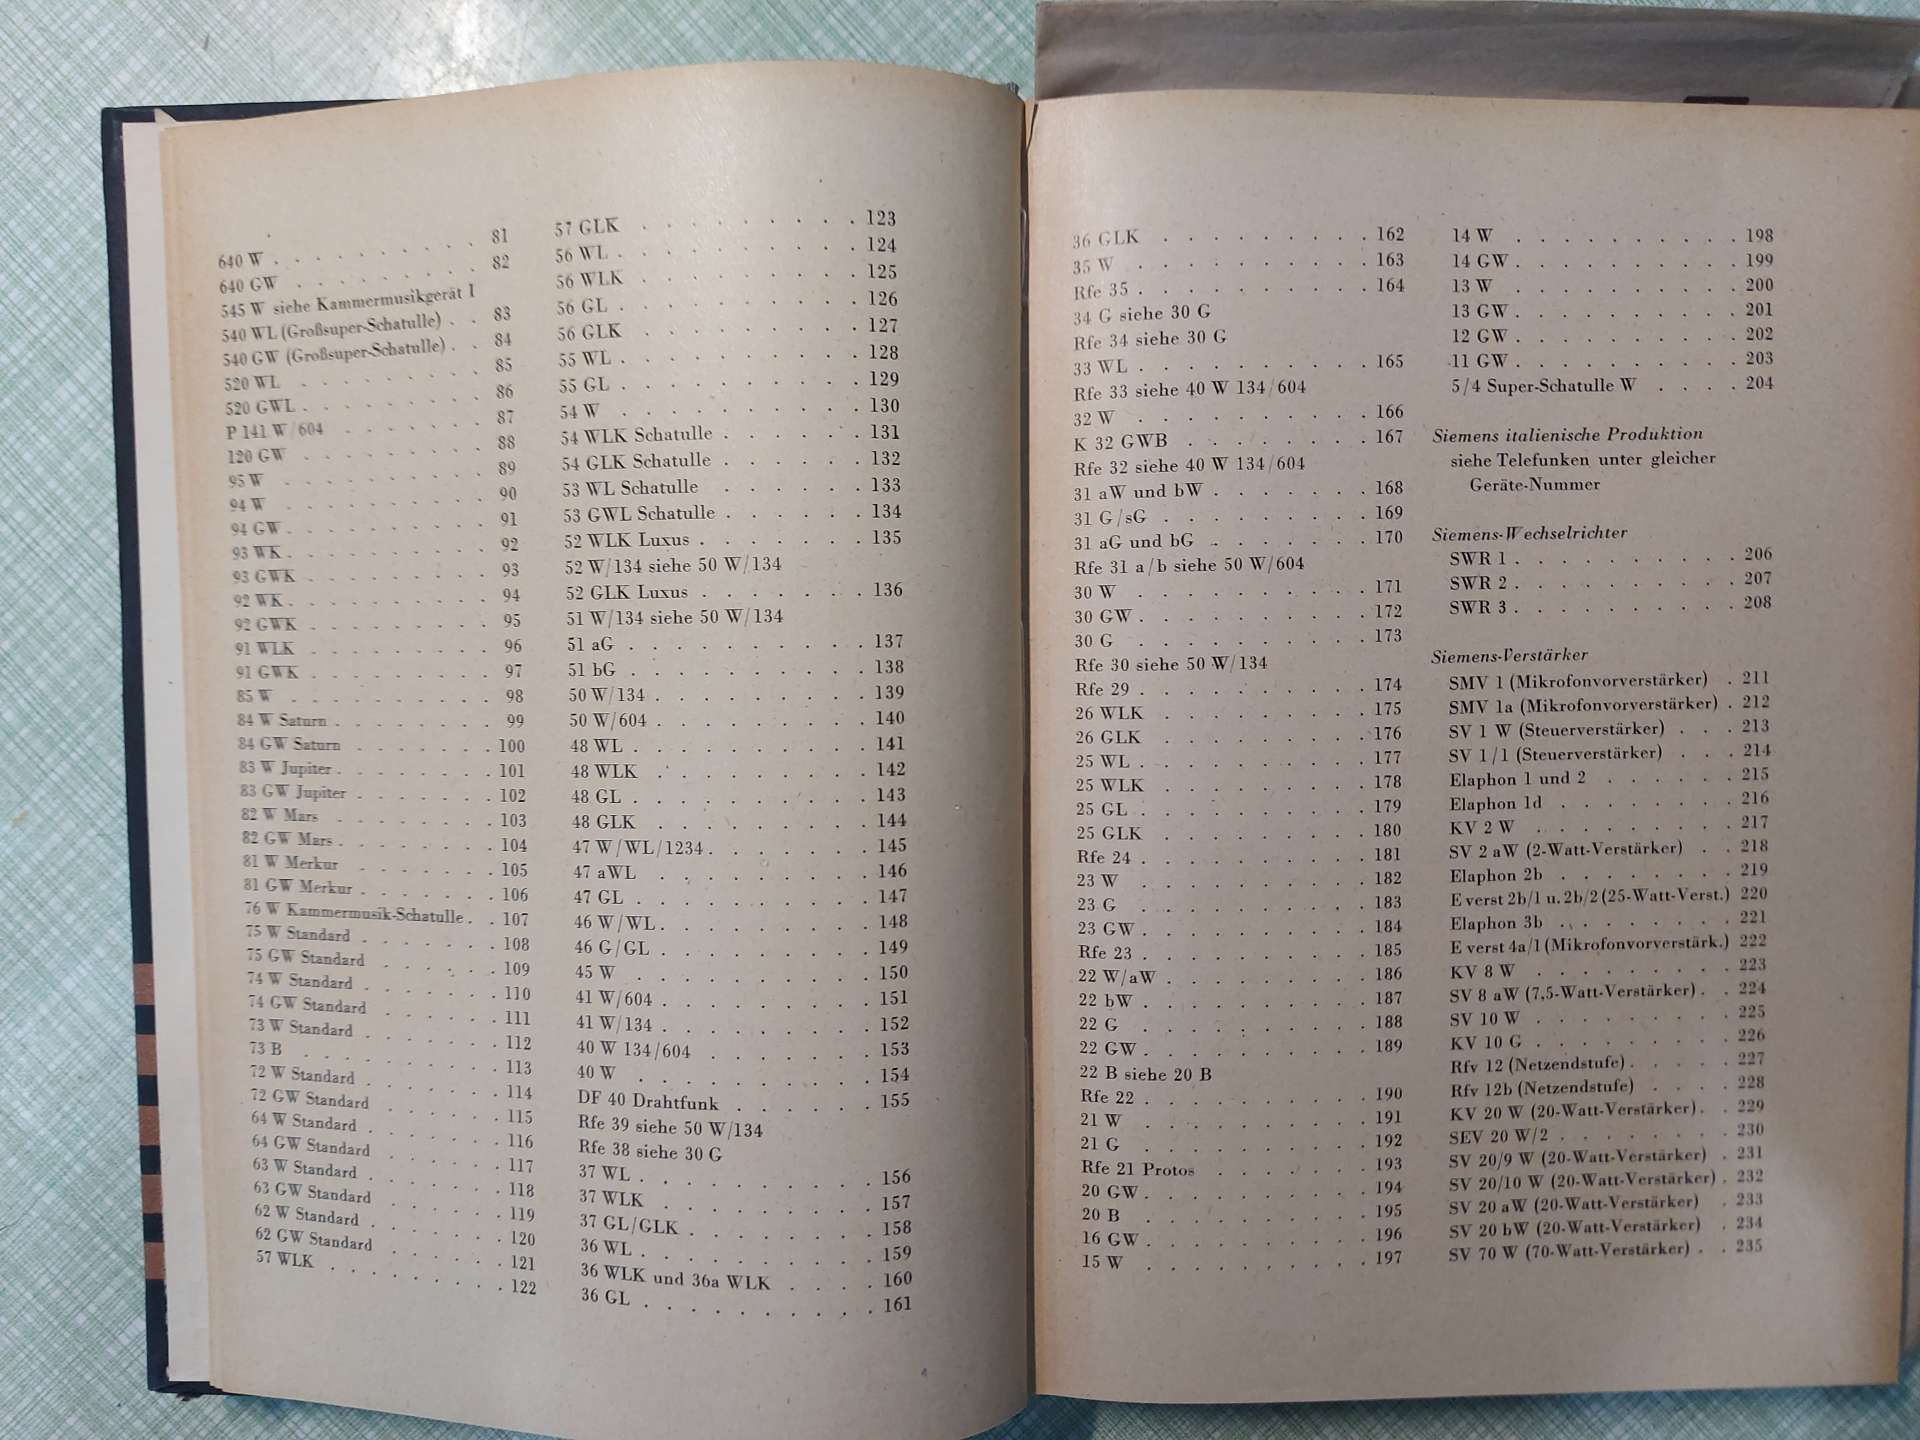 640 W . . . . . . . . 81
640 GW . . . . . . . . 82
545 W siehe Kammermusikgerät I
540 WL (Großsuper-Schatulle) . . 83
540 GW (Großsuper-Schatulle) . . 84
520 WL . . . . . . . . 85
520 GWL . . . . . . . . 86
P 141 W/604 . . . . . . 87
120 GW . . . . . . . . 88
95 W . . . . . . . . 89
94 W . . . . . . . . 90
94 GW . . . . . . . . 91
93 WK . . . . . . . . 92
93 GWK . . . . . . . . 93
92 WK . . . . . . . . 94
92 GWK . . . . . . . . 95
91 WLK . . . . . . . . 96
91 GWK . . . . . . . . 97
85 W . . . . . . . . 98
84 W Saturn . . . . . . . 99
84 GW Saturn . . . . . . . 100
83 W Jupiter . . . . . . . 101
83 GW Jupiter . . . . . . . 102
82 W Mars . . . . . . . 103
82 GW Mars . . . . . . . 104
81 W Merkur . . . . . . . 105
81 GW Merkur . . . . . . 106
76 W Kammermusik-Schatulle . . 107
75 W Standard . . . . . . 108
75 GW Standard . . . . . . 109
74 W Standard . . . . . . 110
74 GW Standard . . . . . . 111
73 W Standard . . . . . . 112
73 B . . . . . . . . 113
72 W Standard . . . . . . 114
72 GW Standard . . . . . . 115
64 W Standard . . . . . . 116
64 GW Standard . . . . . . 117
63 W Standard . . . . . . 118
63 GW Standard . . . . . . 119
62 W Standard . . . . . . 120
62 GW Standard . . . . . . 121
57 WLK . . . . . . . . 122
57 GLK . . . . . . . . . 123
56 WL . . . . . . . . . 124
56 WLK . . . . . . . . . 125
56 GL . . . . . . . . . 126
56 GLK . . . . . . . . . 127
55 WL . . . . . . . . . 128
55 GL . . . . . . . . . 129
54 W . . . . . . . . . 130
54 WLK Schatulle . . . . . . 131
54 GLK Schatulle . . . . . . 132
53 WL Schatulle . . . . . . 133
53 GWL Schatulle . . . . . . 134
52 WLK Luxus . . . . . . . 135
52 W/134 siehe 50 W/134
52 GLK Luxus . . . . . . . 136
51 W/134 siehe 50 W/134
51 aG . . . . . . . . . 137
51 bG . . . . . . . . . 138
50 W/134 . . . . . . . . 139
50 W/604 . . . . . . . . 140
48 WL . . . . . . . . . 141
48 WLK . . . . . . . . . 142
48 GL . . . . . . . . . 143
48 GLK . . . . . . . . . 144
47 W/WL/1234 . . . . . . . 145
47 aWL . . . . . . . . . 146
47 GL . . . . . . . . . 147
46 W/WL . . . . . . . . 148
46 G/GL . . . . . . . . 149
45 W . . . . . . . . . 150
41 W/604 . . . . . . . . 151
41 W/134 . . . . . . . . 152
40 W 134/604 . . . . . . . 153
40 W . . . . . . . . . 154
DF 40 Drahtfunk . . . . . . 155
Rfe 39 siehe 50 W/134
Rfe 38 siehe 30 G
37 WL . . . . . . . . . 156
37 WLK . . . . . . . . . 157
37 GL/GLK . . . . . . . . 158
36 WL . . . . . . . . . 159
36 WLK und 36a WLK . . . . 160
36 GL . . . . . . . . . 161
36 GLK . . . . . . . . . 162
35 W . . . . . . . . . 163
Rfe 35 . . . . . . . . . 164
34 G siehe 30 G
Rfe 34 siehe 30 G
33 WL . . . . . . . . . 165
Rfe 33 siehe 40 W 134/604
32 W . . . . . . . . . 166
K 32 GWB . . . . . . . . 167
Rfe 32 siehe 40 W 134/604
31 aW und bW . . . . . . . 168
31 G/sG . . . . . . . . . 169
31 aG und bG . . . . . . . 170
Rfe 31 a/b siehe 50 W/604
30 W . . . . . . . . . 171
30 GW . . . . . . . . . 172
30 G . . . . . . . . . 173
Rfe 30 siehe 50 W/134
Rfe 29 . . . . . . . . . 174
26 WLK . . . . . . . . . 175
26 GLK . . . . . . . . . 176
25 WL . . . . . . . . . 177
25 WLK . . . . . . . . . 178
25 GL . . . . . . . . . 179
25 GLK . . . . . . . . . 180
Rfe 24 . . . . . . . . . 181
23 W . . . . . . . . . 182
23 G . . . . . . . . . 183
23 GW . . . . . . . . . 184
Rfe 23 . . . . . . . . . 185
22 W/aW . . . . . . . . . 186
22 bW . . . . . . . . . 187
22 G . . . . . . . . . 188
22 GW . . . . . . . . . 189
22 B siehe 20 B
Rfe 22 . . . . . . . . . 190
21 W . . . . . . . . . 191
21 G . . . . . . . . . 192
Rfe 21 Protos . . . . . . . 193
20 GW . . . . . . . . . 194
20 B . . . . . . . . . 195
16 GW . . . . . . . . . 196
15 W . . . . . . . . . 197
14 W . . . . . . . . . 198
14 GW . . . . . . . . . 199
13 W . . . . . . . . . 200
13 GW . . . . . . . . . 201
12 GW . . . . . . . . . 202
11 GW . . . . . . . . . 203
5/4 Super-Schatulle W . . . . 204
Siemens italienische Produktion
siehe Telefunken unter gleicher
Geräte-Nummer
Siemens-Wechselrichter
SWR 1 . . . . . . . . . 206
SWR 2 . . . . . . . . . 207
SWR 3 . . . . . . . . . 208
Siemens-Verstärker
SMV 1 (Mikrofonvorverstärker) . 211
SMV 1a (Mikrofonvorverstärker) . 212
SV 1 W (Steuerverstärker) . . . 213
SV 1/1 (Steuerverstärker) . . . 214
Elaphon 1 und 2 . . . . . . 215
Elaphon 1d . . . . . . . . 216
KV 2 W . . . . . . . . . 217
SV 2 aW (2-Watt-Verstärker) . . 218
Elaphon 2b . . . . . . . . 219
E verst 2b/1 u. 2b/2 (25-Watt-Verst.) 220
Elaphon 3b . . . . . . . . 221
E verst 4a/1 (Mikrofonvorverstärk.) 222
KV 8 W . . . . . . . . . 223
SV 8 aW (7,5-Watt-Verstärker) . . 224
SV 10 W . . . . . . . . . 225
KV 10 G . . . . . . . . . 226
Rfv 12 (Netzendstufe) . . . . . 227
Rfv 12b (Netzendstufe) . . . . 228
KV 20 W (20-Watt-Verstärker) . . 229
SEV 20 W/2 . . . . . . . . 230
SV 20/9 W (20-Watt-Verstärker) . 231
SV 20/10 W (20-Watt-Verstärker) . 232
SV 20 aW (20-Watt-Verstärker) . 233
SV 20 bW (20-Watt-Verstärker) . 234
SV 70 W (70-Watt-Verstärker) . . 235